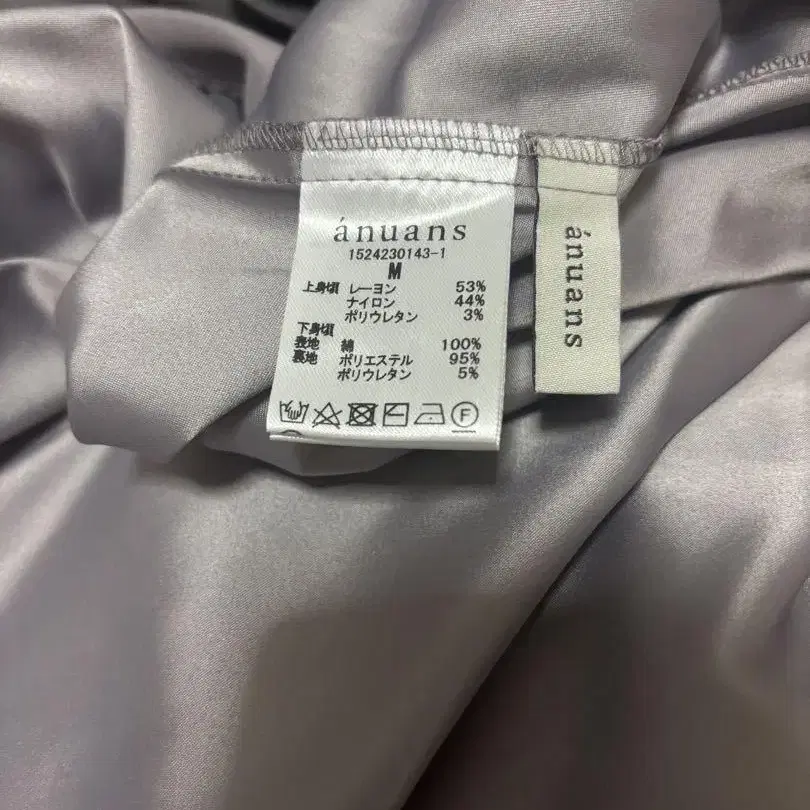 ánuans
1524230143-1
M
上身頃 レーヨン 53%
ナイロン 44%
ポリウレタン 3%
下身頃
表地 綿 100%
裏地 ポリエステル 95%
ポリウレタン 5%
F
ánuans